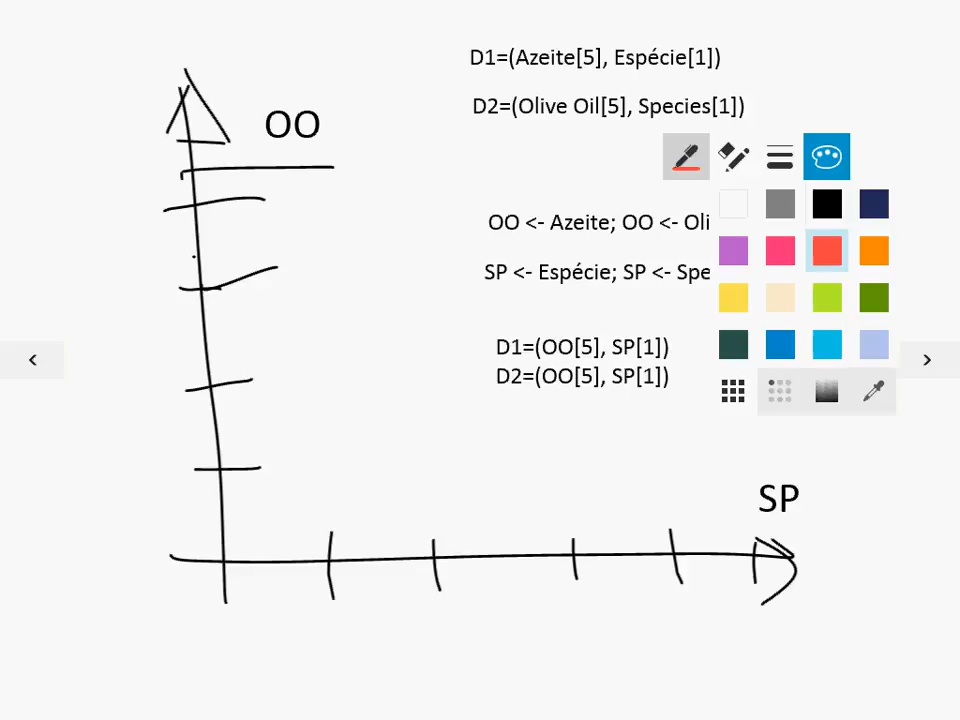 D1=(Azeite[5], Espécie[1])
OO
D2=(Olive Oil[5], Species[1])
OO <- Azeite; OO <- Oli
SP <- Espécie; SP <- Spe
D1=(OO[5], SP[1])
D2=(OO[5], SP[1])
SP